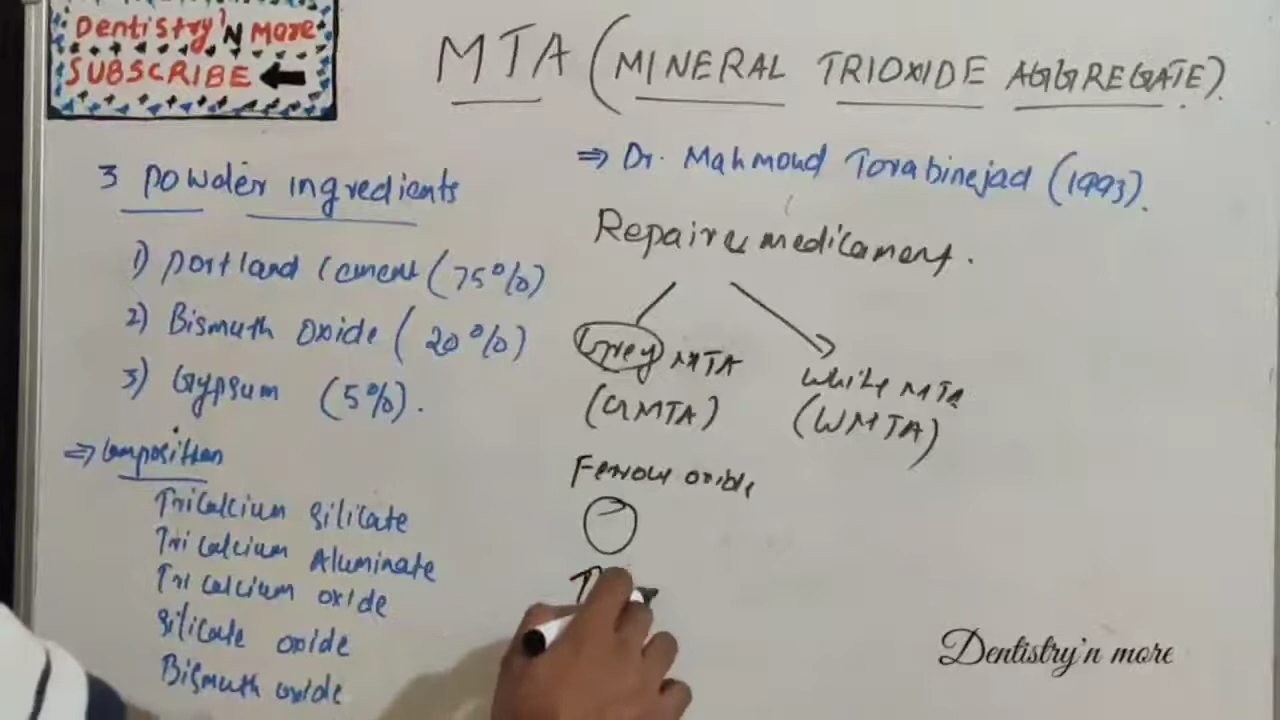 Dentistry'N More
SUBSCRIBE
MTA (MINERAL TRIOXIDE AGGREGATE).
3 Powder ingredients
1) Portland Cement (75%)
2) Bismuth Oxide (20%)
3) Gypsum (5%).
⇒ Composition
Tricalcium Silicate
Tri calcium Aluminate
Tri calcium oxide
Silicate oxide
Bismuth oxide
⇒ Dr. Mahmoud Torabinejad (1993).
Repair medicament.
Grey MTA
(GMTA)
White MTA
(WMTA)
Ferrous oxide
Dentistry'n more